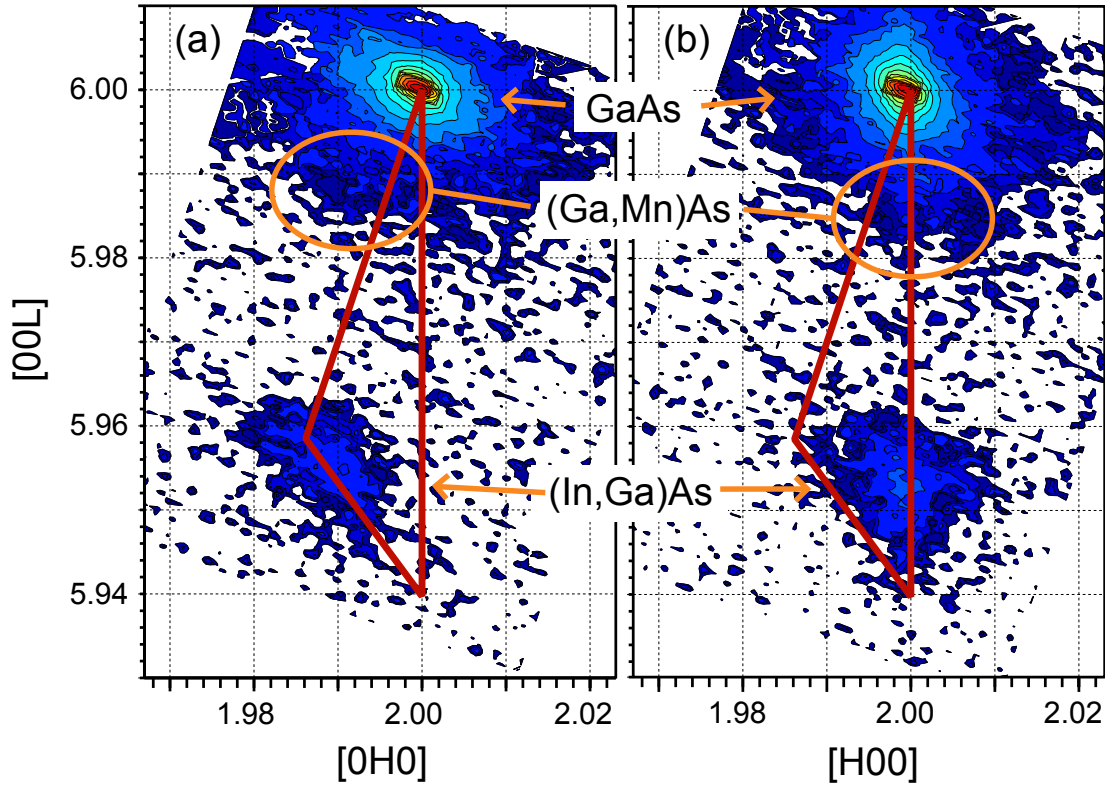 (a)
(b)
GaAs
(Ga,Mn)As
(In,Ga)As
[00L]
6.00
5.98
5.96
5.94
1.98
2.00
2.02
1.98
2.00
2.02
[0H0]
[H00]